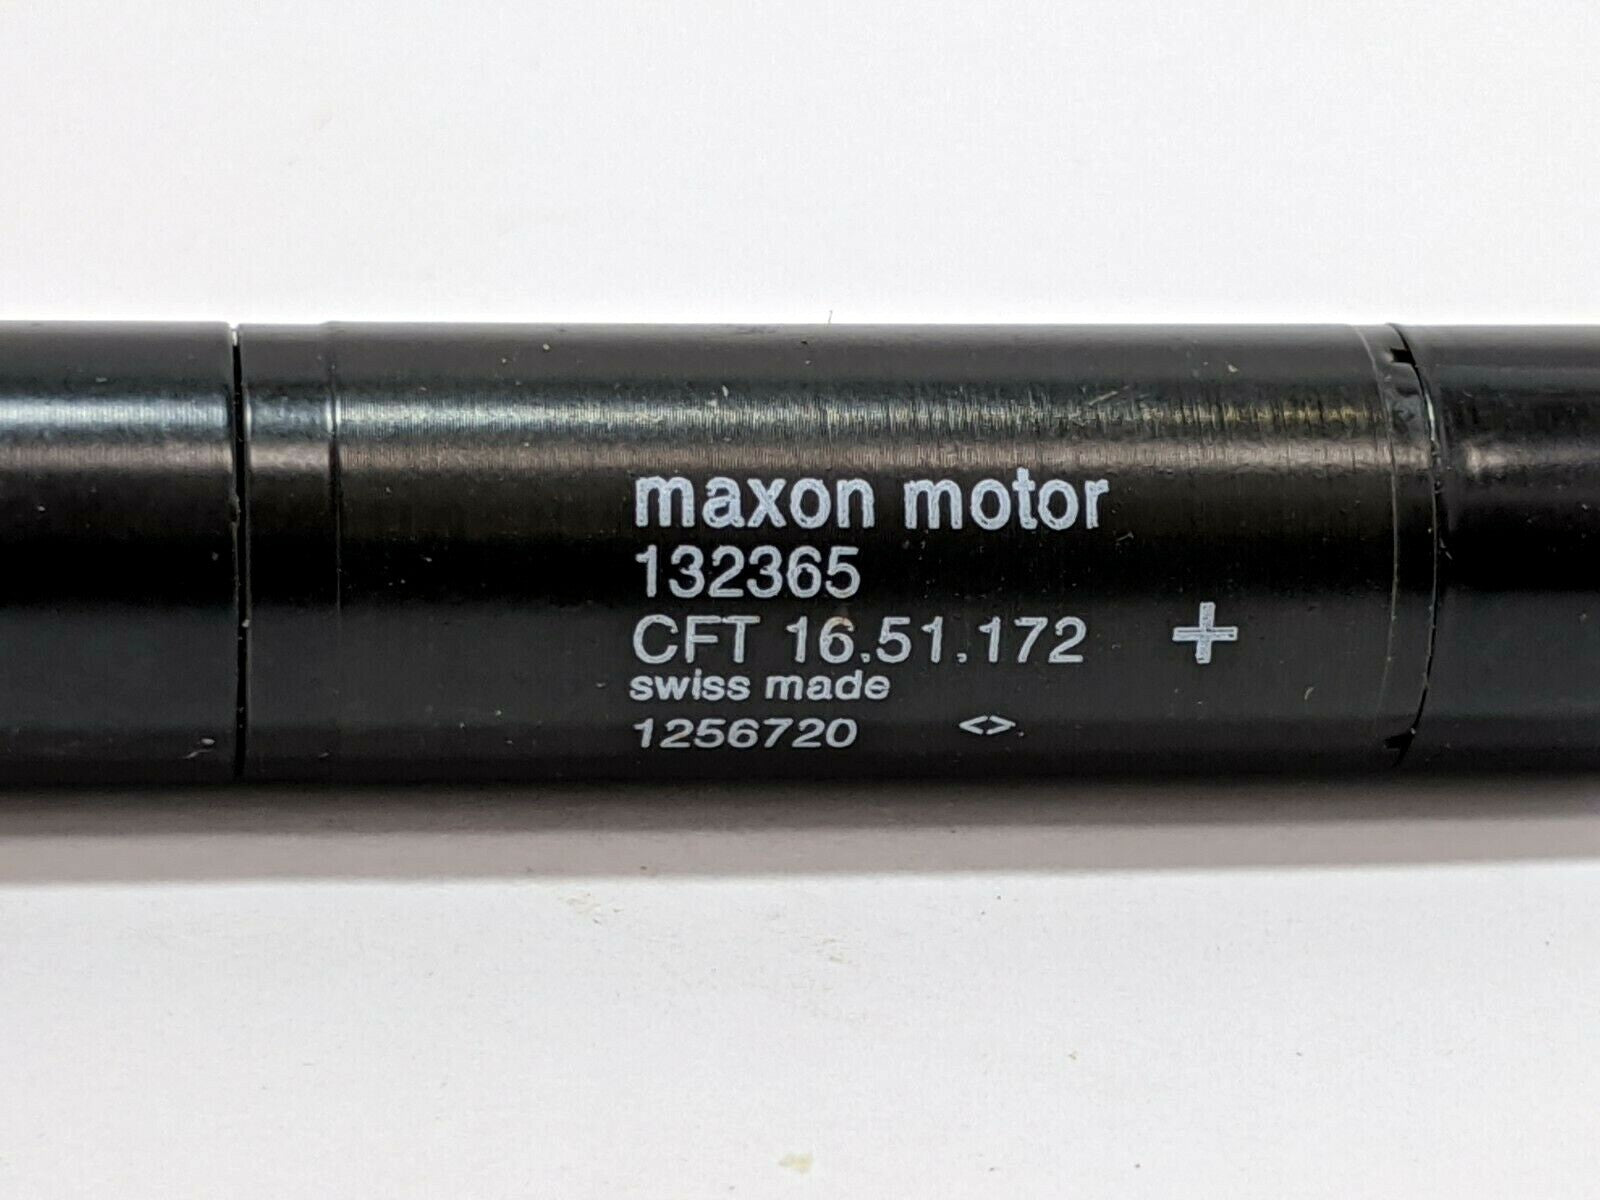 maxon motor
132365
CFT 16.51.172 +
swiss made
1256720 <>